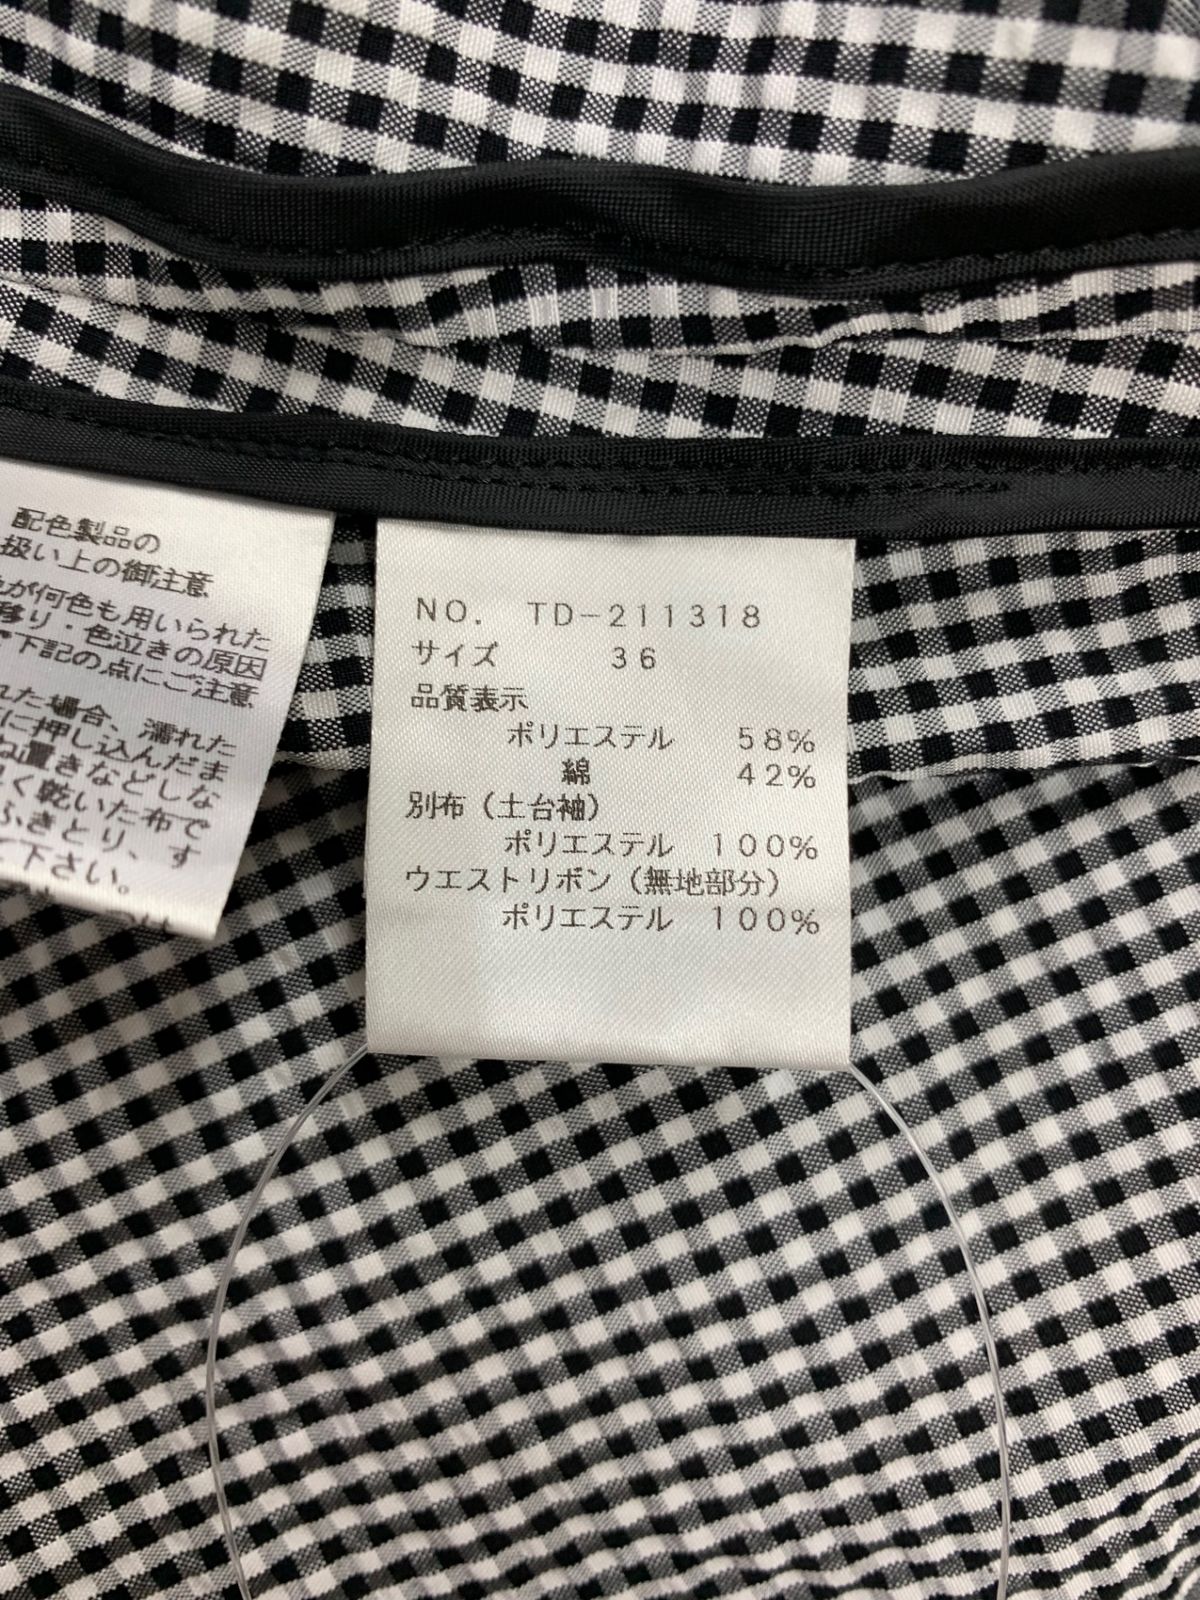 配色製品の
扱い上の御注意
が何色も用いられた
移り・色泣きの原因
下記の点にご注意
れた場合、濡れた
に押し込んだま
ね置きなどしな
く乾いた布で
ふきとり、す
下さい。
NO. TD-211318
サイズ 36
品質表示
ポリエステル 58%
綿 42%
別布(土台袖)
ポリエステル 100%
ウエストリボン(無地部分)
ポリエステル 100%